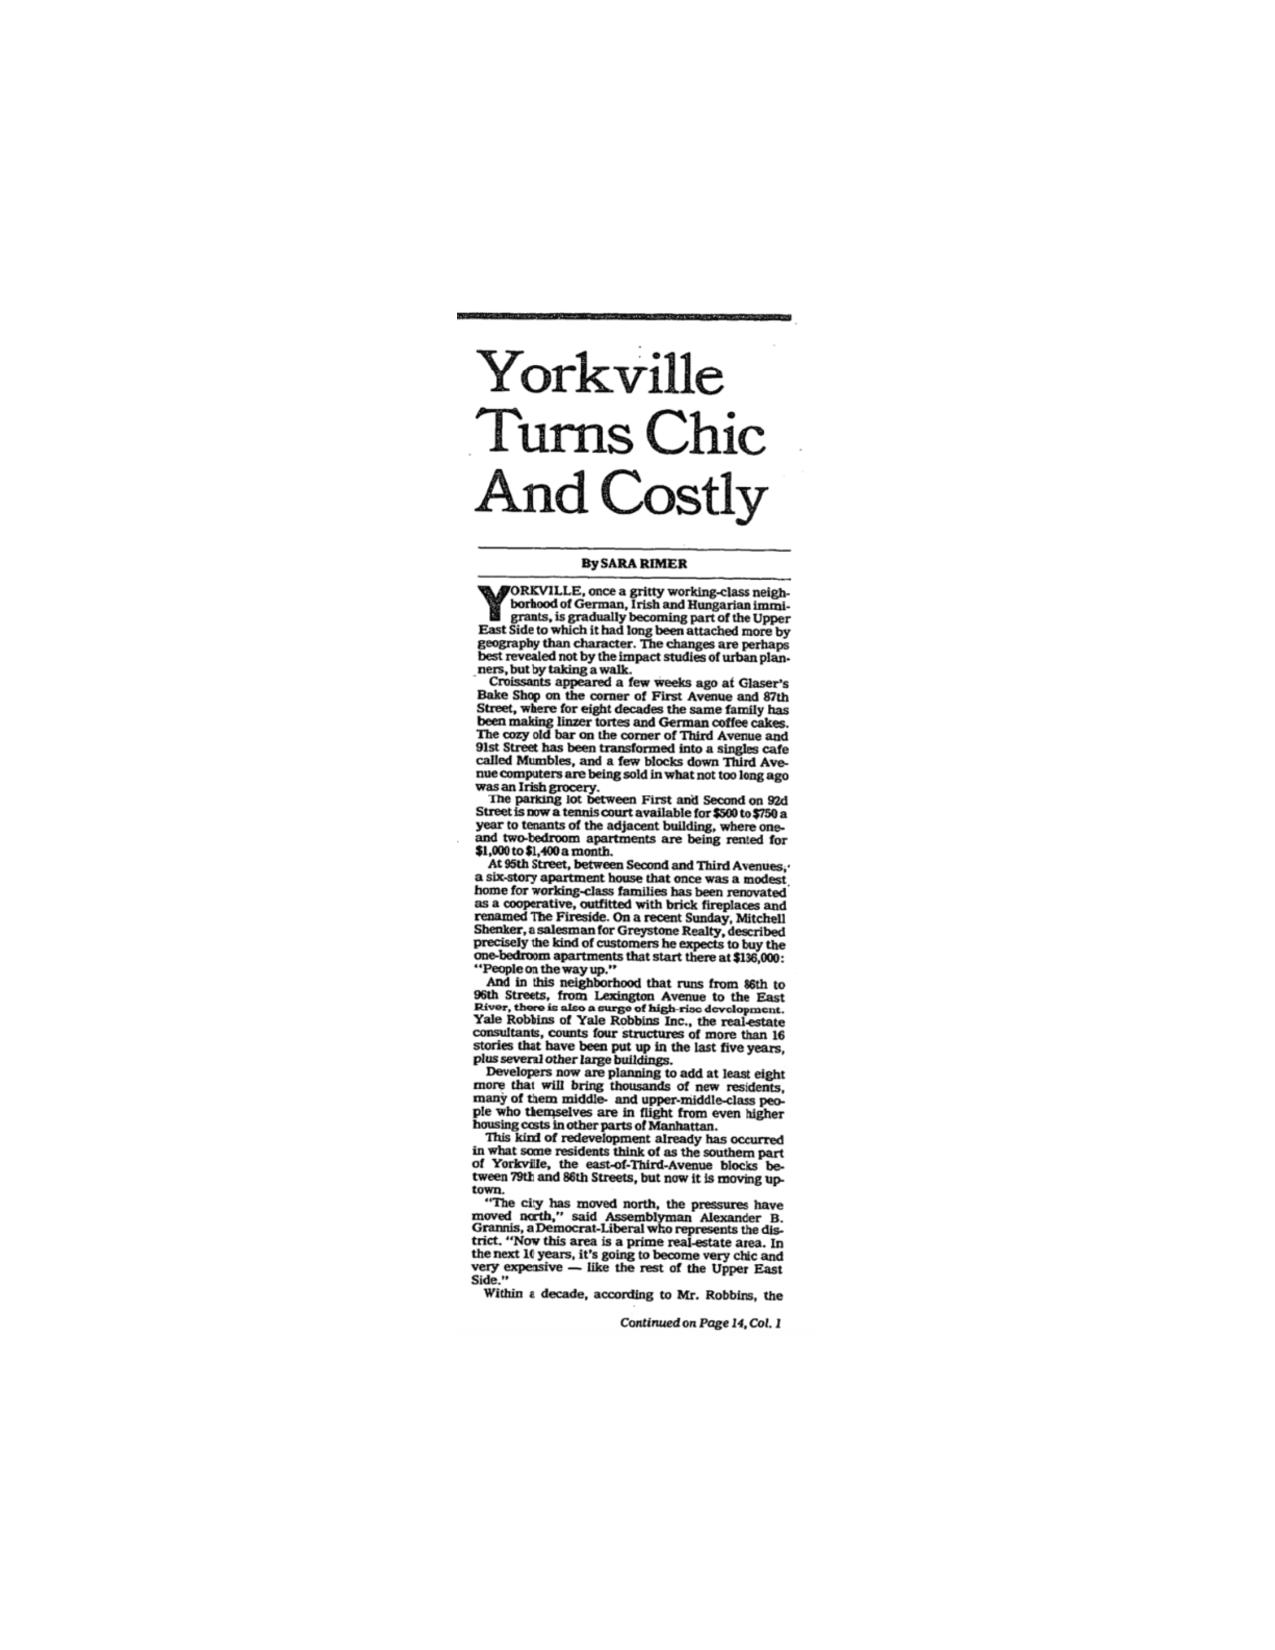 Yorkville
Turns Chic
And Costly
By SARA RIMER
YORKVILLE, once a gritty working-class neigh-
borhood of German, Irish and Hungarian immi-
grants, is gradually becoming part of the Upper
East Side to which it had long been attached more by
geography than character. The changes are perhaps
best revealed not by the impact studies of urban plan-
ners, but by taking a walk.
Croissants appeared a few weeks ago at Glaser's
Bake Shop on the corner of First Avenue and 87th
Street, where for eight decades the same family has
been making linzer tortes and German coffee cakes.
The cozy old bar on the corner of Third Avenue and
91st Street has been transformed into a singles cafe
called Mumbles, and a few blocks down Third Ave-
nue computers are being sold in what not too long ago
was an Irish grocery.
The parking lot between First and Second on 92d
Street is now a tennis court available for $500 to $750 a
year to tenants of the adjacent building, where one-
and two-bedroom apartments are being rented for
$1,000 to $1,400 a month.
At 95th Street, between Second and Third Avenues,
a six-story apartment house that once was a modest
home for working-class families has been renovated
as a cooperative, outfitted with brick fireplaces and
renamed The Fireside. On a recent Sunday, Mitchell
Shenker, a salesman for Greystone Realty, described
precisely the kind of customers he expects to buy the
one-bedroom apartments that start there at $136,000:
"People on the way up."
And in this neighborhood that runs from 86th to
96th Streets, from Lexington Avenue to the East
River, there is also a surge of high-rise development.
Yale Robbins of Yale Robbins Inc., the real-estate
consultants, counts four structures of more than 16
stories that have been put up in the last five years,
plus several other large buildings.
Developers now are planning to add at least eight
more that will bring thousands of new residents,
many of them middle- and upper-middle-class peo-
ple who themselves are in flight from even higher
housing costs in other parts of Manhattan.
This kind of redevelopment already has occurred
in what some residents think of as the southern part
of Yorkville, the east-of-Third-Avenue blocks be-
tween 79th and 86th Streets, but now it is moving up-
town.
"The city has moved north, the pressures have
moved north," said Assemblyman Alexander B.
Grannis, a Democrat-Liberal who represents the dis-
trict. "Now this area is a prime real-estate area. In
the next 10 years, it's going to become very chic and
very expensive — like the rest of the Upper East
Side."
Within a decade, according to Mr. Robbins, the
Continued on Page 14, Col. 1